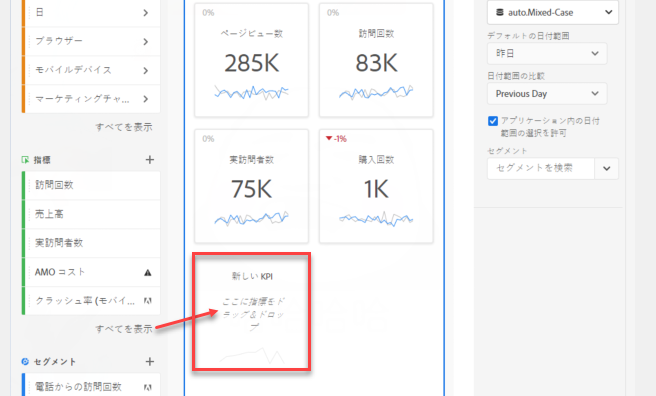 日
ブラウザー
モバイルデバイス
マーケティングチャ...
すべてを表示
指標
訪問回数
売上高
実訪問者数
AMO コスト
クラッシュ率 (モバイ...
すべてを表示
セグメント
電話からの訪問回数
0%
ページビュー数
285K
0%
訪問回数
83K
0%
実訪問者数
75K
-1%
購入回数
1K
新しい KPI
ここに指標をド
ラッグ&ドロッ
プ
auto.Mixed-Case
デフォルトの日付範囲
昨日
日付範囲の比較
Previous Day
アプリケーション内の日付
範囲の選択を許可
セグメント
セグメントを検索